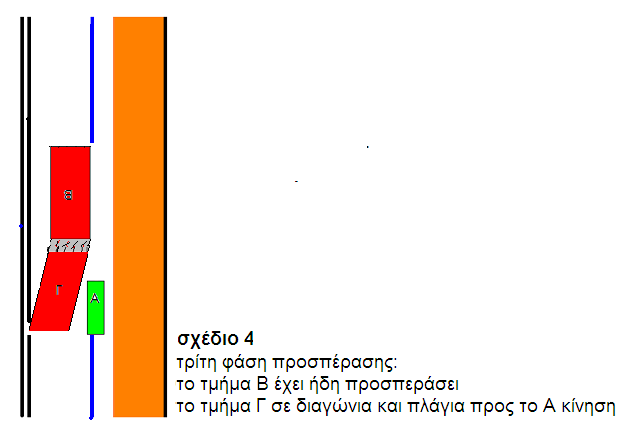 B
Γ
A
σχέδιο 4
τρίτη φάση προσπέρασης:
το τμήμα Β έχει ήδη προσπεράσει
το τμήμα Γ σε διαγώνια και πλάγια προς το Α κίνηση